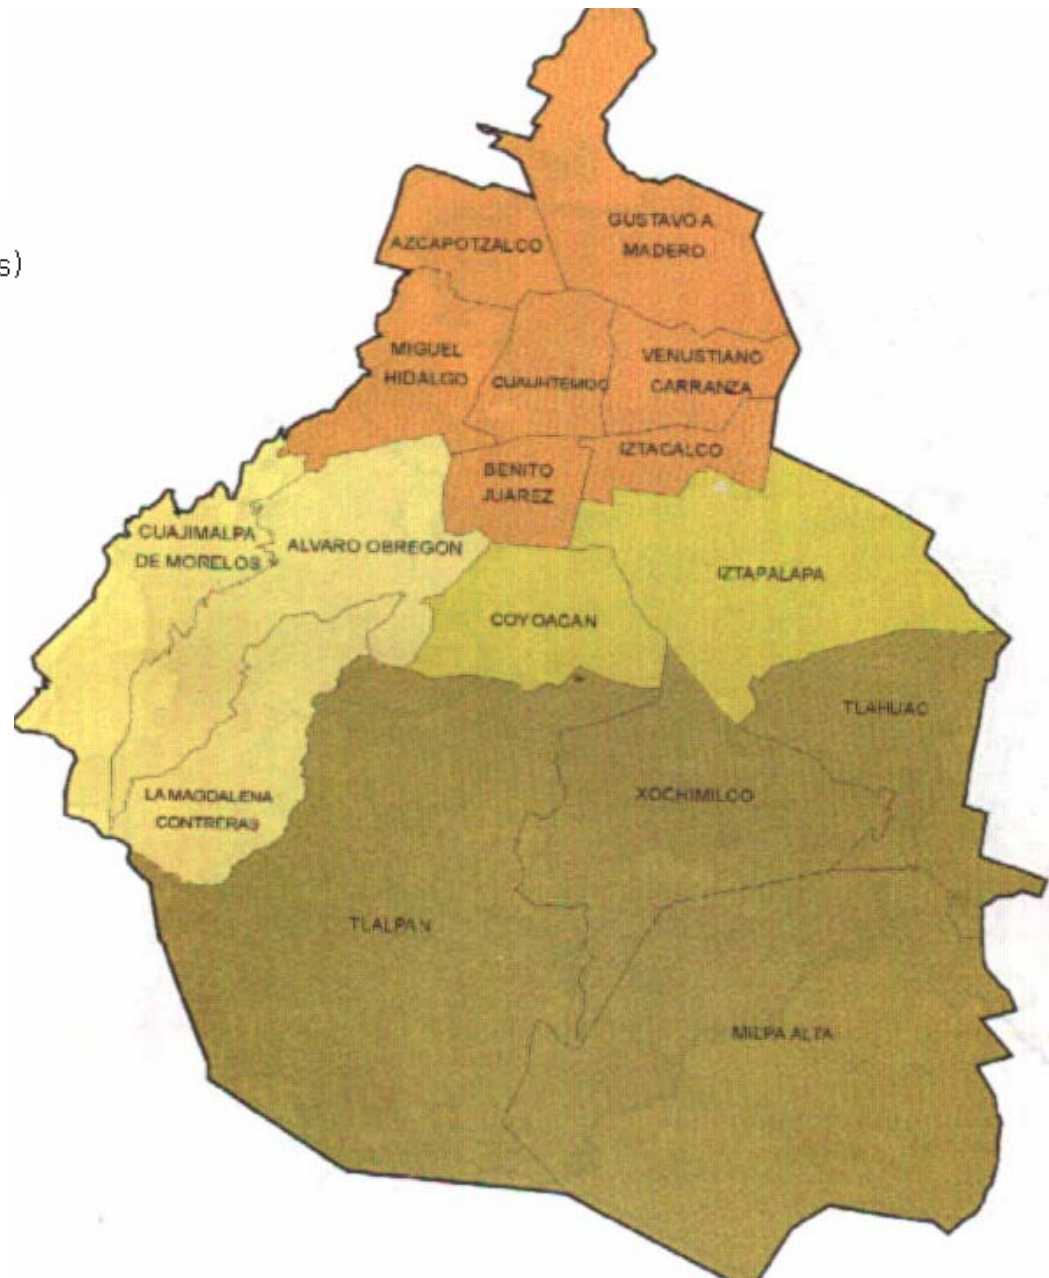 GUSTAVO A.
MADERO
AZCAPOTZALCO
s)
MIGUEL
HIDALGO
CUAUHTEMOC
VENUSTIANO
CARRANZA
IZTACALCO
BENITO
JUAREZ
CUAJIMALPA
DE MORELOS
ALVARO OBREGON
IZTAPALAPA
COYOACAN
TLAHUAC
XOCHIMILCO
LA MAGDALENA
CONTRERAS
TLALPAN
MILPA ALTA